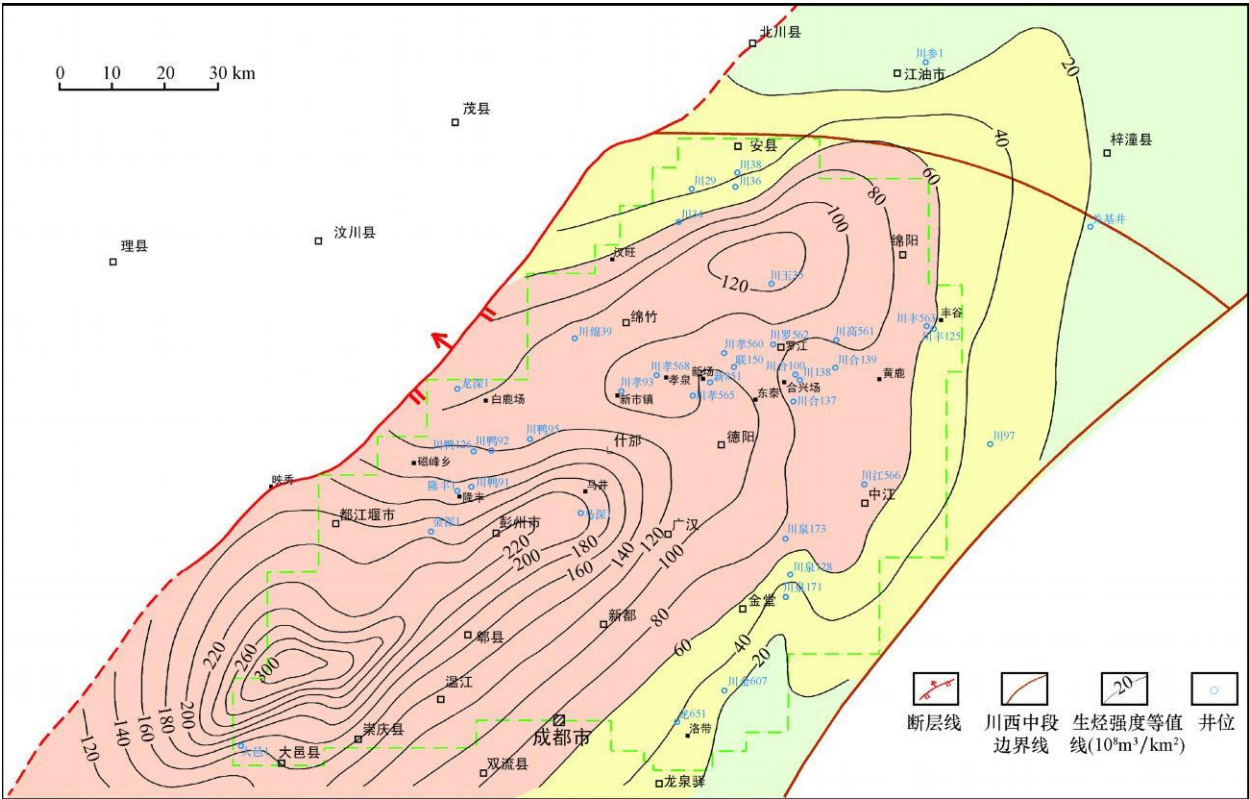 北川县
川参1
江油市
20
0 10 20 30 km
茂县
40
梓潼县
安县
川38
川29
川36
60
80
川34
100
关基井
理县
汶川县
绵阳
汉旺
120
川玉35
绵竹
川绵39
川丰563
丰谷
川丰125
川罗562
罗江
川高561
川孝560
联150
川合139
川孝568
孝泉
新场
新851
川合100
川138
合兴场
黄鹿
龙深1
川孝93
新市镇
川孝565
东泰
川合137
白鹿场
川鸭95
什邡
德阳
川97
川鸭126
川鸭92
磁峰乡
映秀
隆丰1
川鸭91
隆丰
马井
川江566
中江
都江堰市
金深1
彭州市
马深1
广汉
220
200
180
160
140
120
100
川泉173
川泉128
川泉171
金堂
80
新都
郫县
60
40
20
220
260
300
温江
川金607
200
180
160
140
120
崇庆县
成都市
龙651
洛带
大邑1
大邑县
双流县
龙泉驿
20
断层线
川西中段
边界线
生烃强度等值
线(10⁸m³/km²)
井位